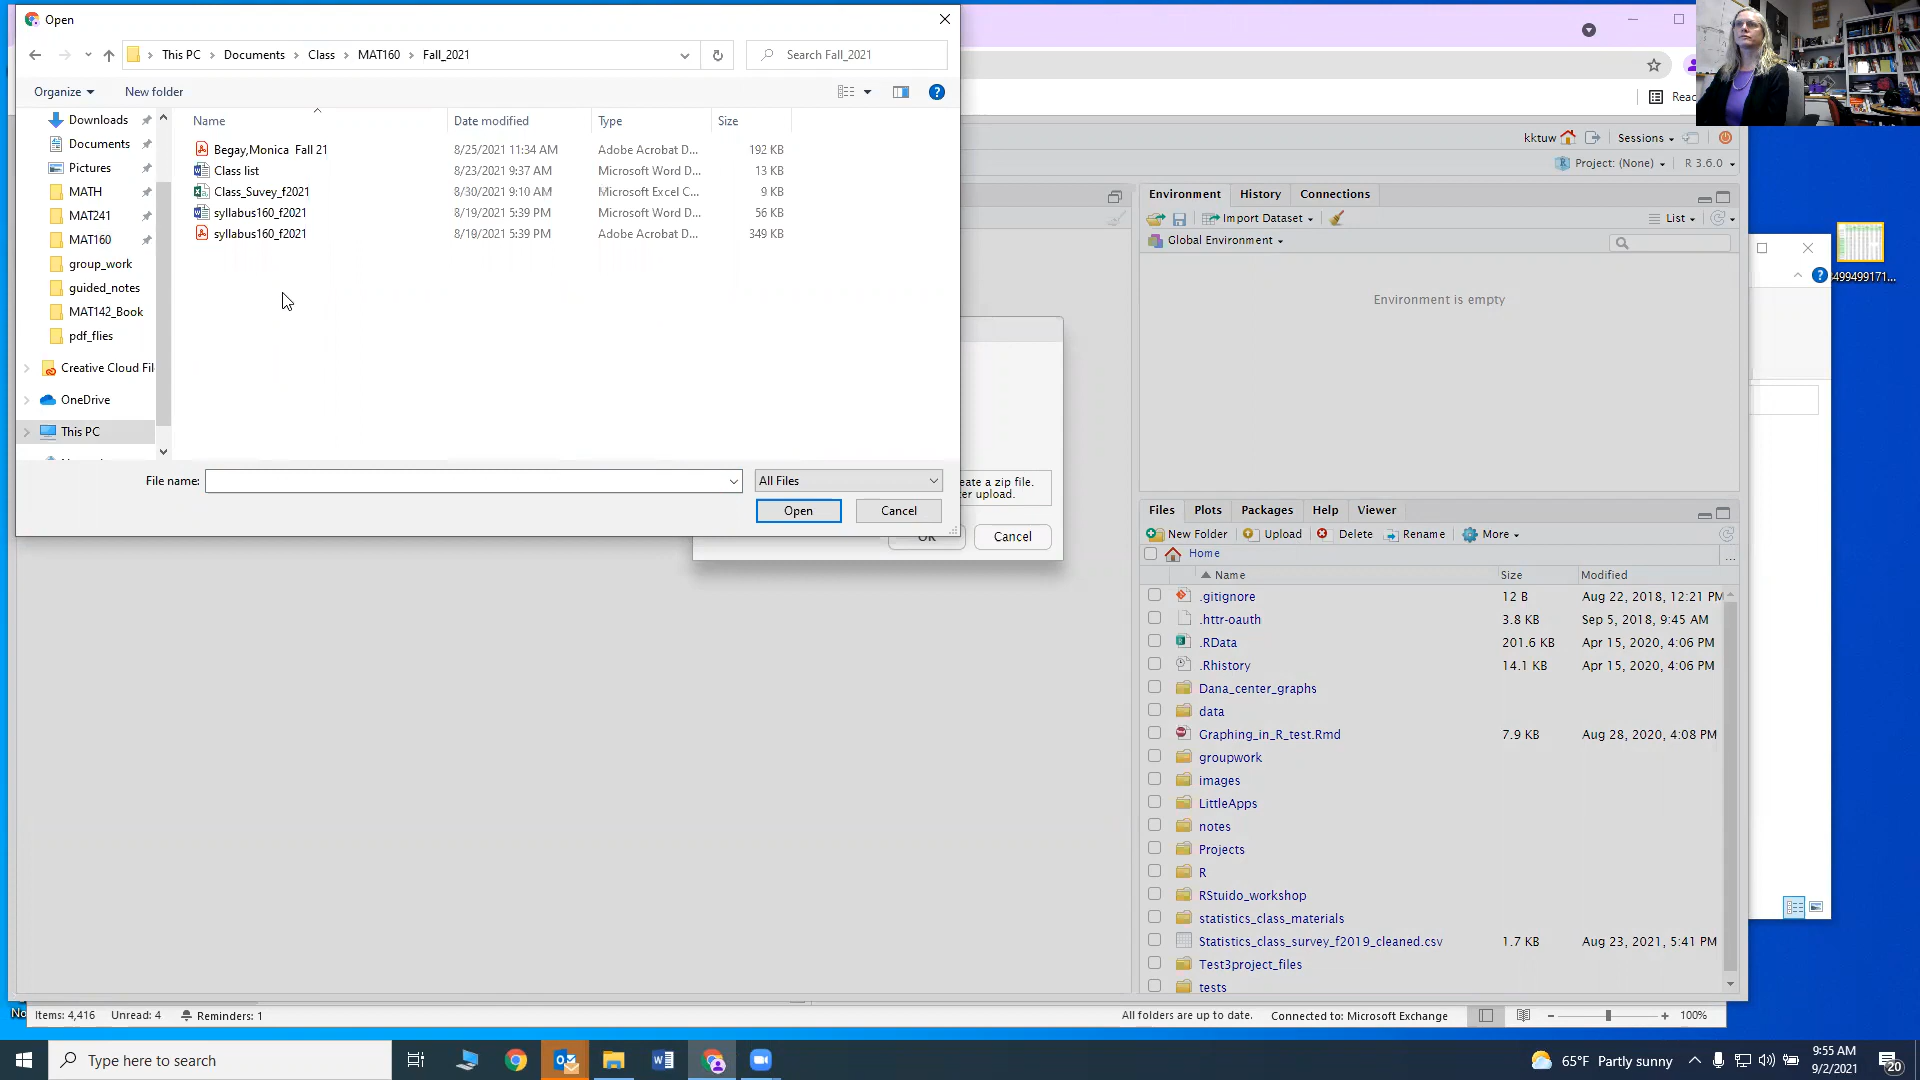 Open
This PC
Documents
Class
MAT160
Fall_2021
Search Fall_2021
Organize
New folder
Name
Date modified
Type
Size
Downloads
Documents
Pictures
MATH
MAT241
MAT160
group_work
guided_notes
MAT142_Book
pdf_flies
Creative Cloud Fil
OneDrive
This PC
Begay,Monica Fall 21 8/25/2021 11:34 AM Adobe Acrobat D... 192 KB
Class list 8/23/2021 9:37 AM Microsoft Word D... 13 KB
Class_Suvey_f2021 8/30/2021 9:10 AM Microsoft Excel C... 9 KB
syllabus160_f2021 8/19/2021 5:39 PM Microsoft Word D... 56 KB
syllabus160_f2021 8/19/2021 5:39 PM Adobe Acrobat D... 349 KB
File name:
All Files
Open
Cancel
eate a zip file.
er upload.
OK
Cancel
Reac
kktuw
Sessions
Project: (None)
R 3.6.0
Environment
History
Connections
Import Dataset
List
Global Environment
Environment is empty
Files
Plots
Packages
Help
Viewer
New Folder
Upload
Delete
Rename
More
Home
...
Name
Size
Modified
.gitignore 12 B Aug 22, 2018, 12:21 PM
.httr-oauth 3.8 KB Sep 5, 2018, 9:45 AM
.RData 201.6 KB Apr 15, 2020, 4:06 PM
.Rhistory 14.1 KB Apr 15, 2020, 4:06 PM
Dana_center_graphs
data
Graphing_in_R_test.Rmd 7.9 KB Aug 28, 2020, 4:08 PM
groupwork
images
LittleApps
notes
Projects
R
RStuido_workshop
statistics_class_materials
Statistics_class_survey_f2019_cleaned.csv 1.7 KB Aug 23, 2021, 5:41 PM
Test3project_files
tests
499499171...
No
Items: 4,416
Unread: 4
Reminders: 1
All folders are up to date.
Connected to: Microsoft Exchange
100%
Type here to search
65°F Partly sunny
9:55 AM
9/2/2021
20